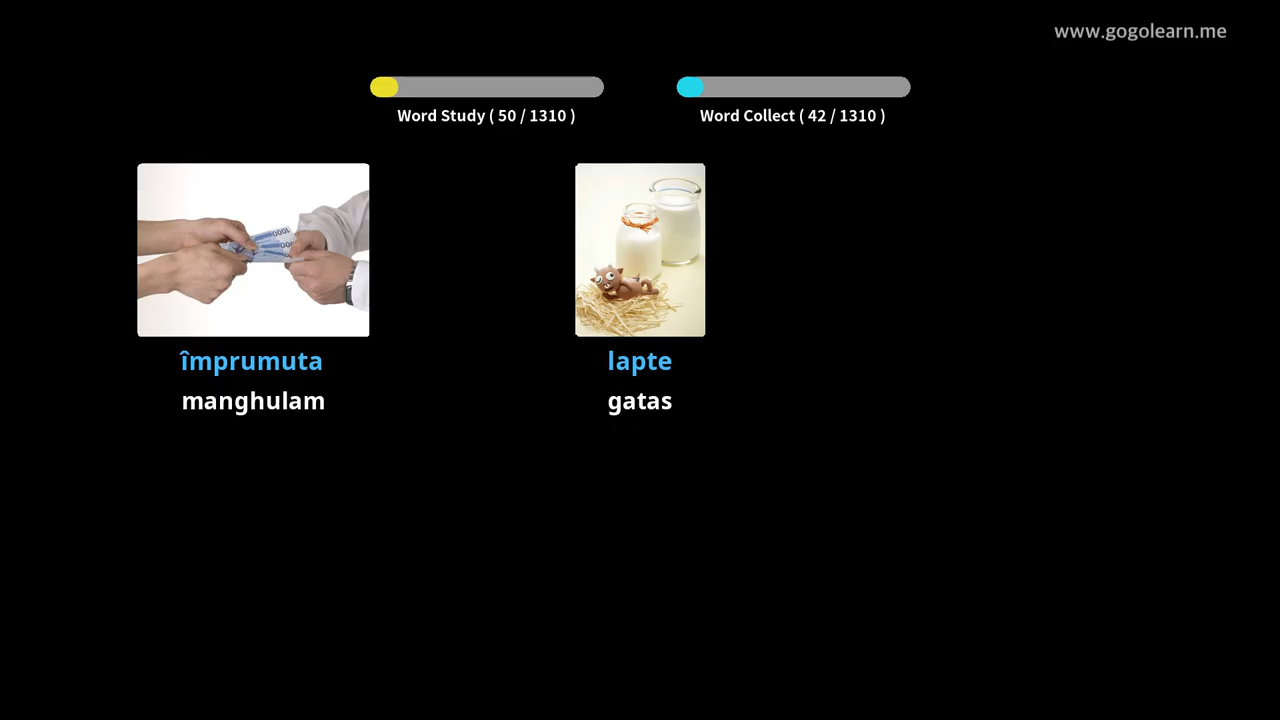 www.gogolearn.me
Word Study ( 50 / 1310 )
Word Collect ( 42 / 1310 )
împrumuta
manghulam
lapte
gatas